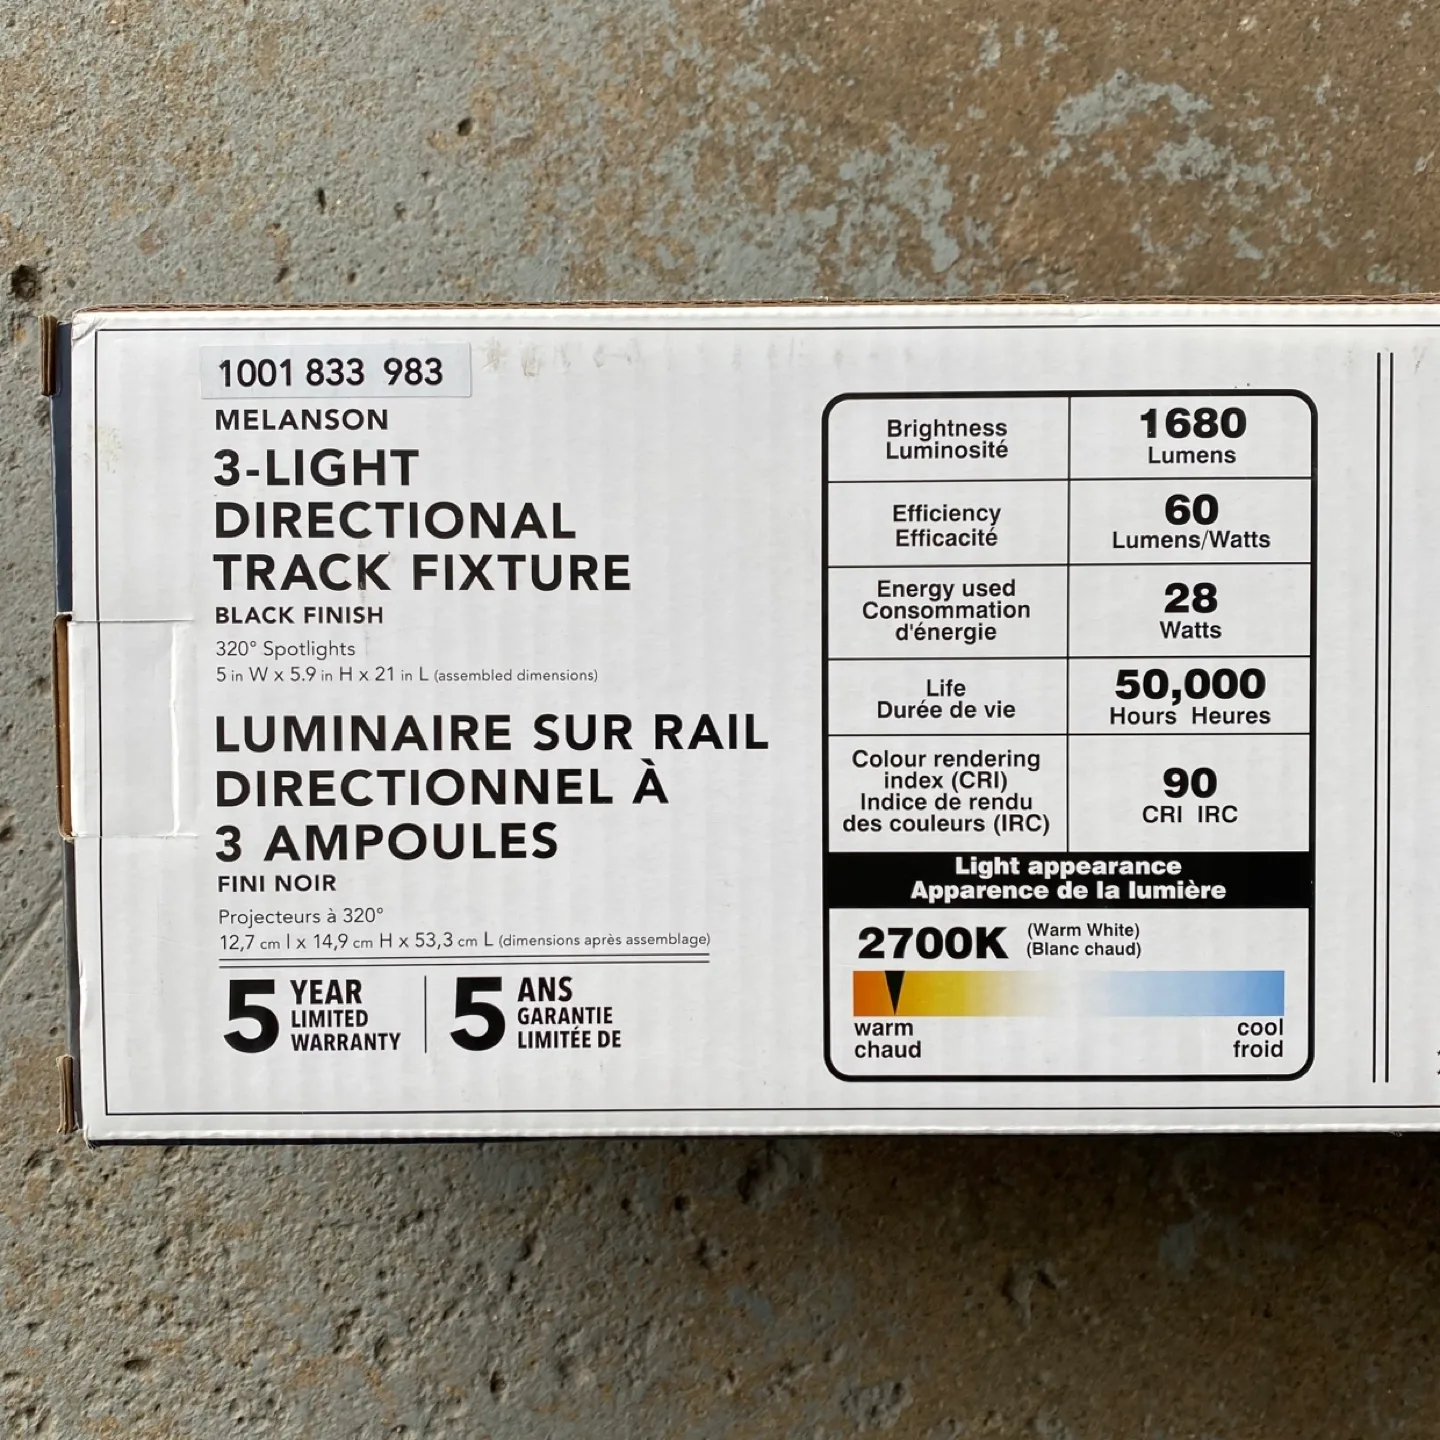 1001 833 983
MELANSON
3-LIGHT
DIRECTIONAL
TRACK FIXTURE
BLACK FINISH
320° Spotlights
5 in W x 5.9 in H x 21 in L (assembled dimensions)
LUMINAIRE SUR RAIL
DIRECTIONNEL À
3 AMPOULES
FINI NOIR
Projecteurs à 320°
12,7 cm l x 14,9 cm H x 53,3 cm L (dimensions après assemblage)
5 YEAR
LIMITED
WARRANTY
5 ANS
GARANTIE
LIMITÉE DE
Brightness
Luminosité
1680
Lumens
Efficiency
Efficacité
60
Lumens/Watts
Energy used
Consommation
d'énergie
28
Watts
Life
Durée de vie
50,000
Hours Heures
Colour rendering
index (CRI)
Indice de rendu
des couleurs (IRC)
90
CRI IRC
Light appearance
Apparence de la lumière
2700K
(Warm White)
(Blanc chaud)
warm
chaud
cool
froid